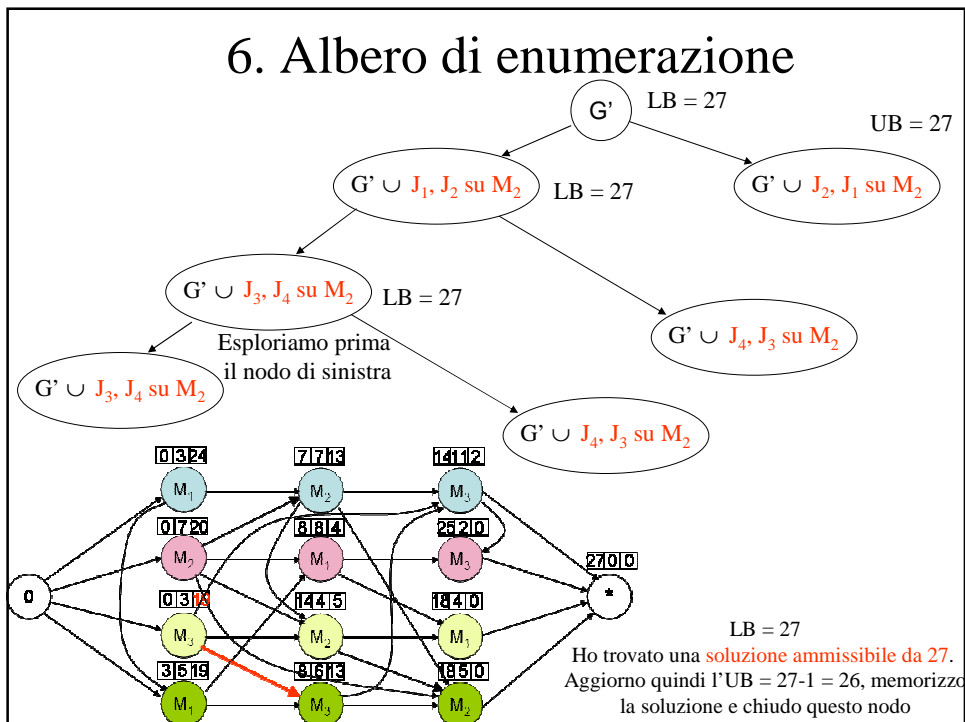 6. Albero di enumerazione
G’
LB = 27
UB = 27
G’ ∪ J1, J2 su M2
LB = 27
G’ ∪ J2, J1 su M2
G’ ∪ J3, J4 su M2
LB = 27
Esploriamo prima
il nodo di sinistra
G’ ∪ J4, J3 su M2
G’ ∪ J3, J4 su M2
G’ ∪ J4, J3 su M2
0 3 24
7 7 13
14 11 2
M1
M2
M3
0 7 20
8 8 4
25 2 0
M2
M1
M3
27 0 0
0
*
0 3 19
14 4 5
18 4 0
M3
M2
M1
3 5 19
8 6 13
18 5 0
M1
M3
M2
LB = 27
Ho trovato una soluzione ammissibile da 27.
Aggiorno quindi l’UB = 27-1 = 26, memorizzo
la soluzione e chiudo questo nodo